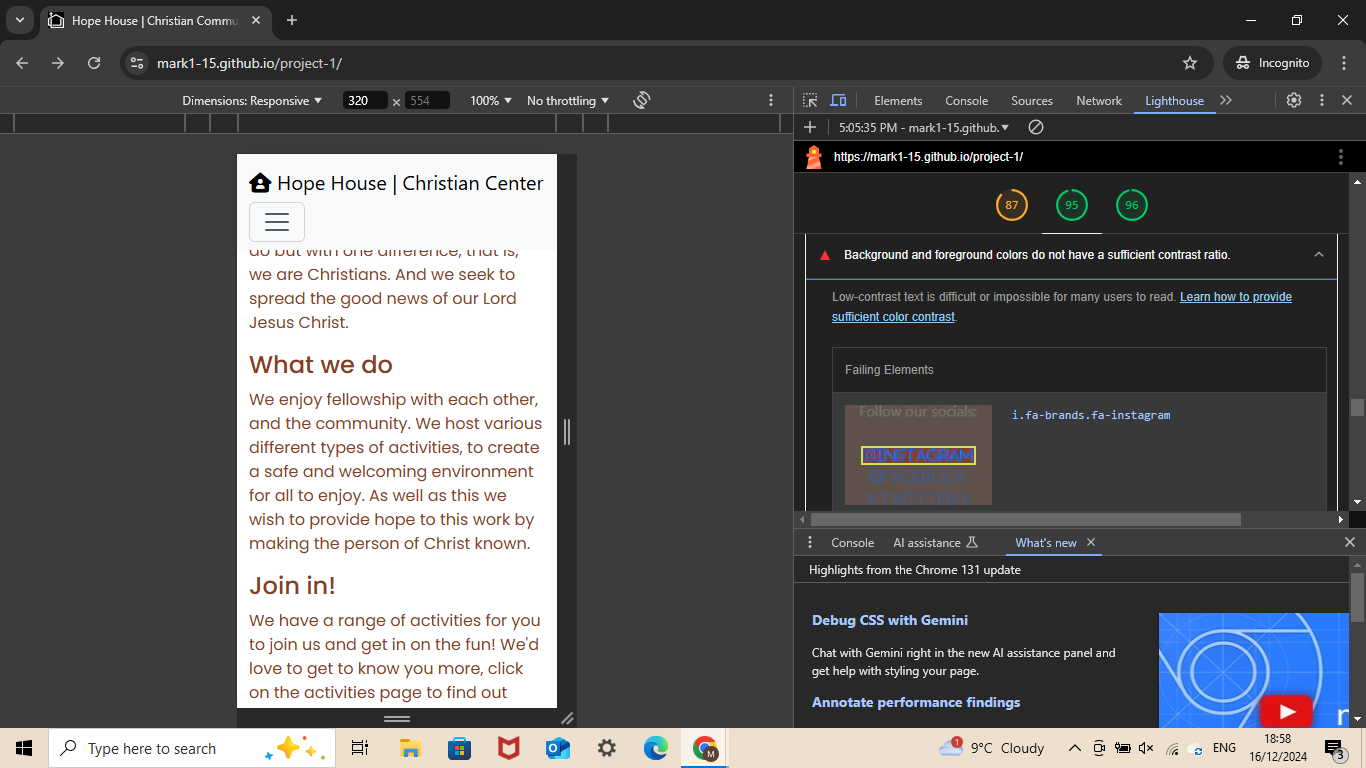 Hope House | Christian Commu
mark1-15.github.io/project-1/
Incognito
Dimensions: Responsive
320
×
554
100%
No throttling
Elements
Console
Sources
Network
Lighthouse
5:05:35 PM - mark1-15.github.
https://mark1-15.github.io/project-1/
87
95
96
Hope House | Christian Center
do but with one difference, that is,
we are Christians. And we seek to
spread the good news of our Lord
Jesus Christ.
What we do
We enjoy fellowship with each other,
and the community. We host various
different types of activities, to create
a safe and welcoming environment
for all to enjoy. As well as this we
wish to provide hope to this work by
making the person of Christ known.
Join in!
We have a range of activities for you
to join us and get in on the fun! We'd
love to get to know you more, click
on the activities page to find out
Background and foreground colors do not have a sufficient contrast ratio.
Low-contrast text is difficult or impossible for many users to read. Learn how to provide
sufficient color contrast.
Failing Elements
Follow our socials:
INSTAGRAM
FACEBOOK
i.fa-brands.fa-instagram
Console
AI assistance
What's new
Highlights from the Chrome 131 update
Debug CSS with Gemini
Chat with Gemini right in the new AI assistance panel and
get help with styling your page.
Annotate performance findings
Type here to search
M
1
9°C Cloudy
ENG
18:58
16/12/2024
3